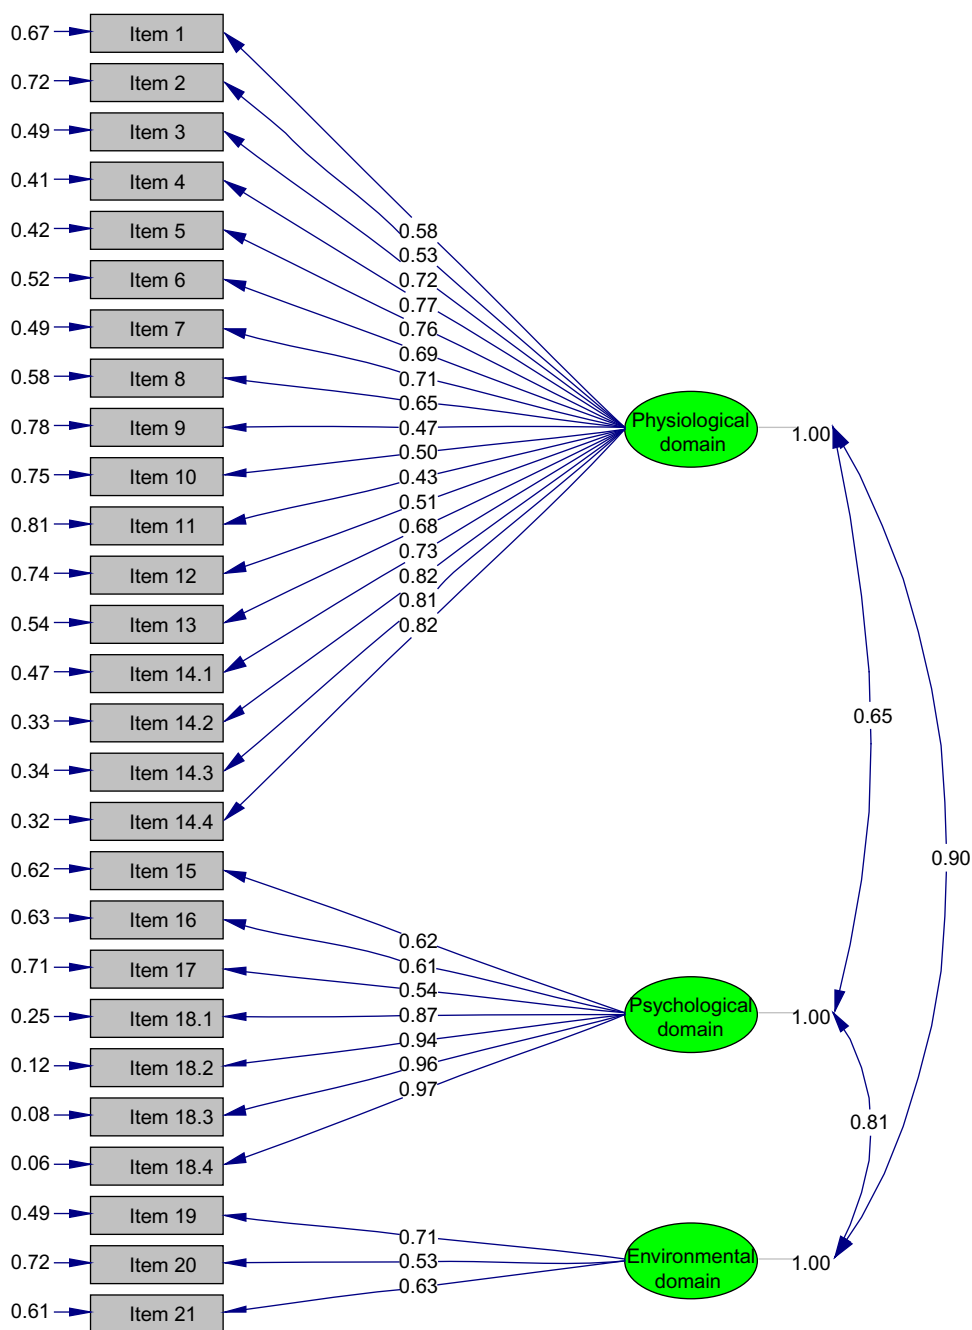 0.67 Item 1
0.72 Item 2
0.49 Item 3
0.41 Item 4
0.42 Item 5
0.52 Item 6
0.49 Item 7
0.58 Item 8
0.78 Item 9
0.75 Item 10
0.81 Item 11
0.74 Item 12
0.54 Item 13
0.47 Item 14.1
0.33 Item 14.2
0.34 Item 14.3
0.32 Item 14.4
0.62 Item 15
0.63 Item 16
0.71 Item 17
0.25 Item 18.1
0.12 Item 18.2
0.08 Item 18.3
0.06 Item 18.4
0.49 Item 19
0.72 Item 20
0.61 Item 21
0.58
0.53
0.72
0.77
0.76
0.69
0.71
0.65
0.47
0.50
0.43
0.51
0.68
0.73
0.82
0.81
0.82
0.62
0.61
0.54
0.87
0.94
0.96
0.97
0.71
0.53
0.63
Physiological
domain
1.00
Psychological
domain
1.00
Environmental
domain
1.00
0.65
0.90
0.81